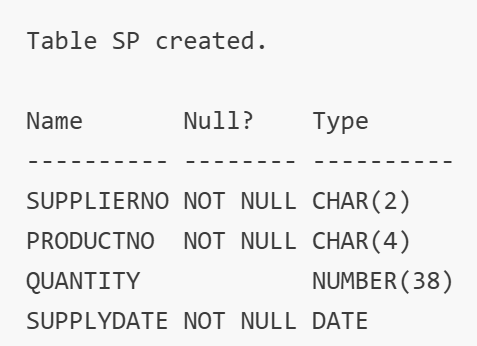 Table SP created.
Name       Null?    Type
---------- -------- ----------
SUPPLIERNO NOT NULL CHAR(2)
PRODUCTNO  NOT NULL CHAR(4)
QUANTITY            NUMBER(38)
SUPPLYDATE NOT NULL DATE